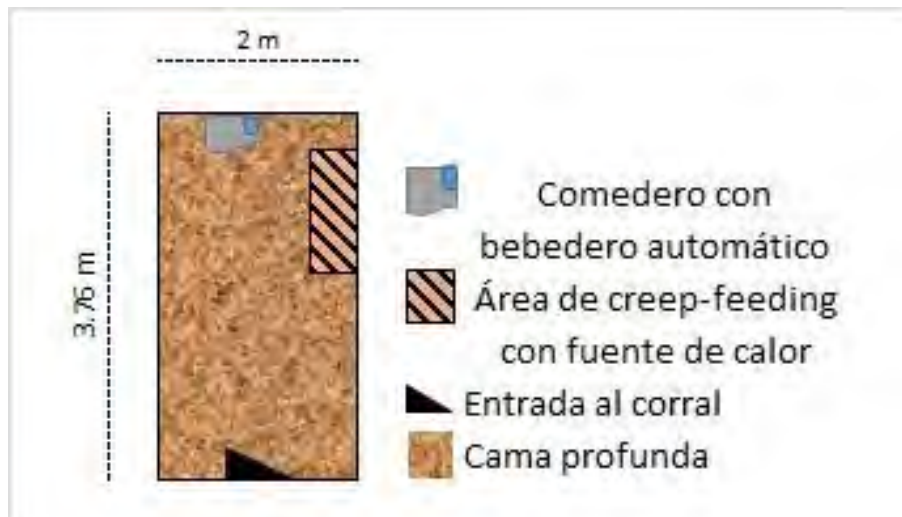 2 m
3.76 m
Comedero con
bebedero automático
Área de creep-feeding
con fuente de calor
Entrada al corral
Cama profunda